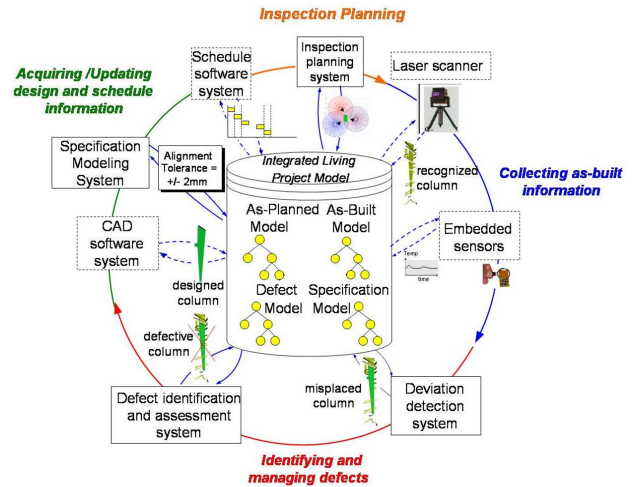 Inspection Planning
Schedule
software
system
Inspection
planning
system
Laser scanner
Acquiring /Updating
design and schedule
information
Specification
Modeling
System
Alignment
Tolerance =
+/- 2mm
Integrated Living
Project Model
recognized
column
Collecting as-built
information
As-Planned
Model
As-Built
Model
CAD
software
system
Embedded
sensors
Temp
time
designed
column
Defect
Model
Specification
Model
defective
column
misplaced
column
Defect identification
and assessment
system
Deviation
detection
system
Identifying and
managing defects